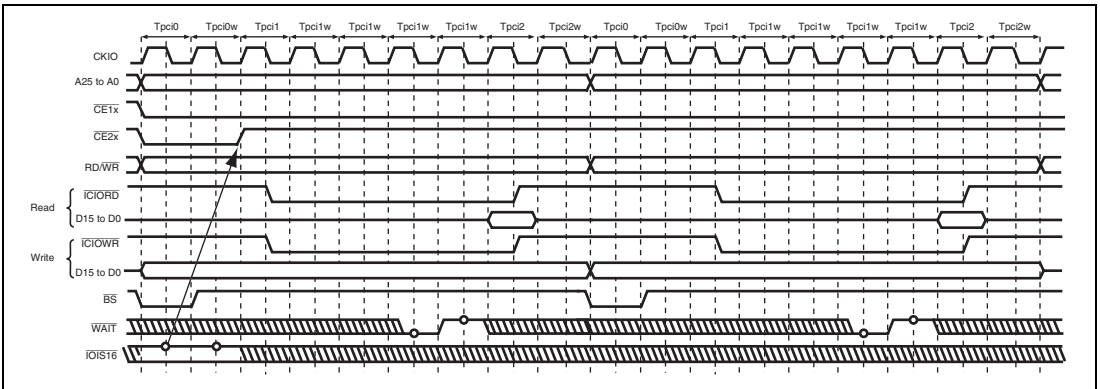 Tpci0 Tpci0w Tpci1 Tpci1w Tpci1w Tpci1w Tpci1w Tpci2 Tpci2w Tpci0 Tpci0w Tpci1 Tpci1w Tpci1w Tpci1w Tpci1w Tpci2 Tpci2w
CKIO
A25 to A0
CE1x
CE2x
RD/WR
Read
ICIORD
D15 to D0
Write
ICIOWR
D15 to D0
BS
WAIT
IOIS16